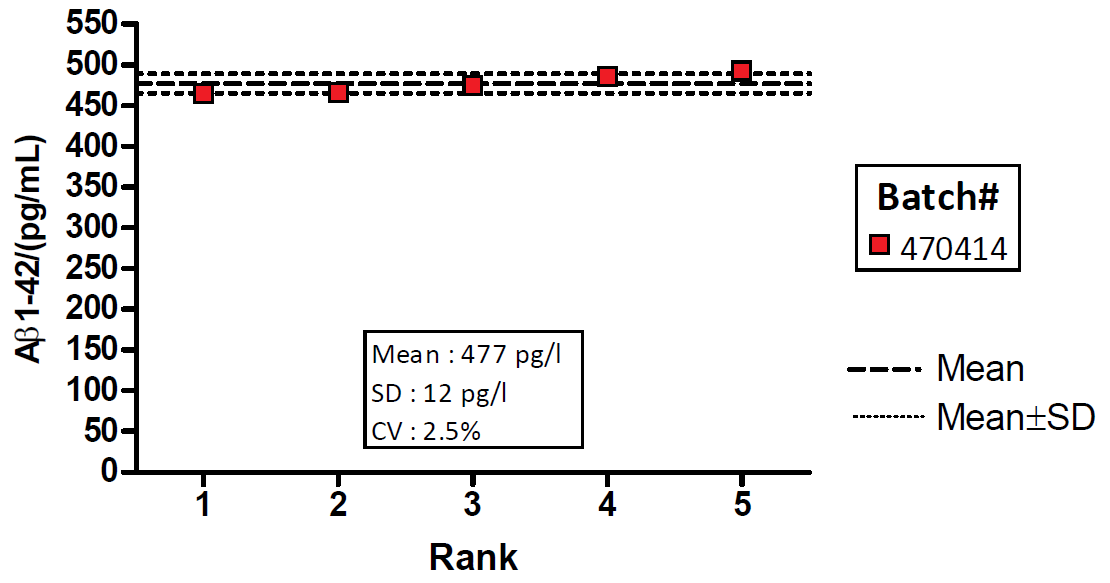 550
500
450
400
350
300
250
200
150
100
50
0
Aβ1-42/(pg/mL)
Mean : 477 pg/l
SD : 12 pg/l
CV : 2.5%
1 2 3 4 5
Rank
Batch#
470414
Mean
Mean±SD